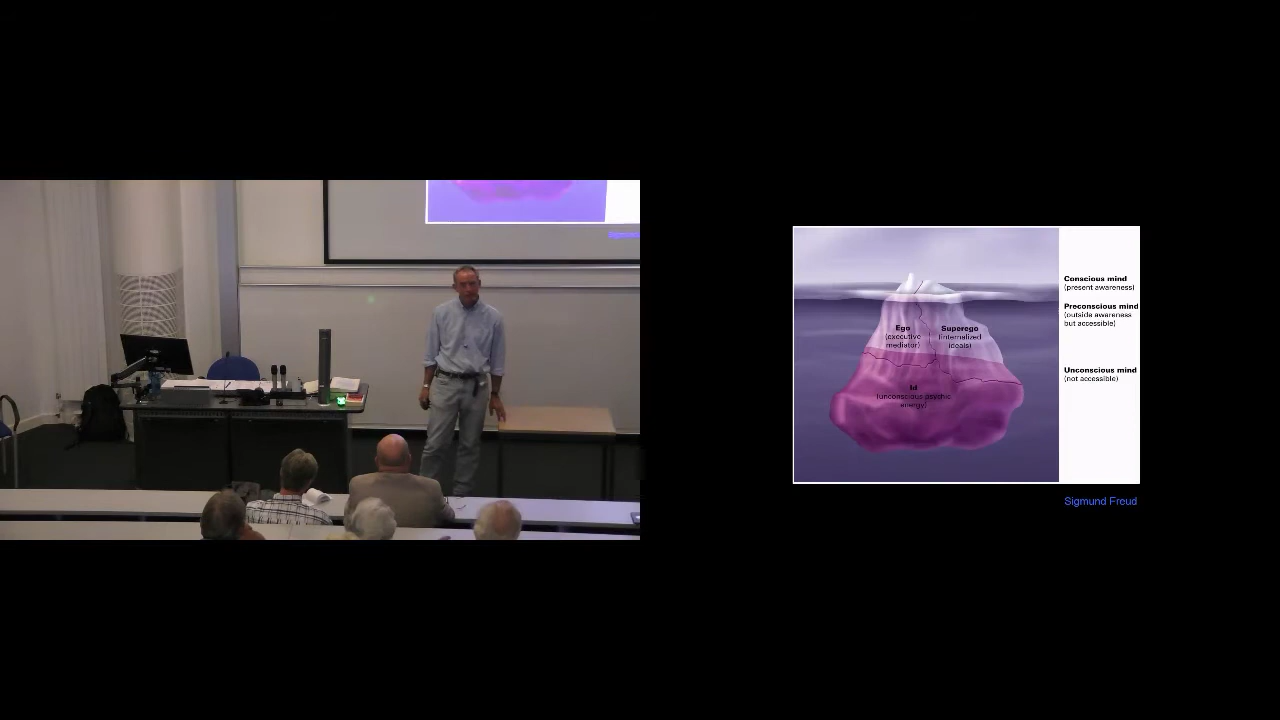 Conscious mind
(present awareness)
Preconscious mind
(outside awareness
but accessible)
Ego
(executive
mediator)
Superego
(internalized
ideals)
Unconscious mind
(not accessible)
Id
(unconscious psychic
energy)
Sigmund Freud